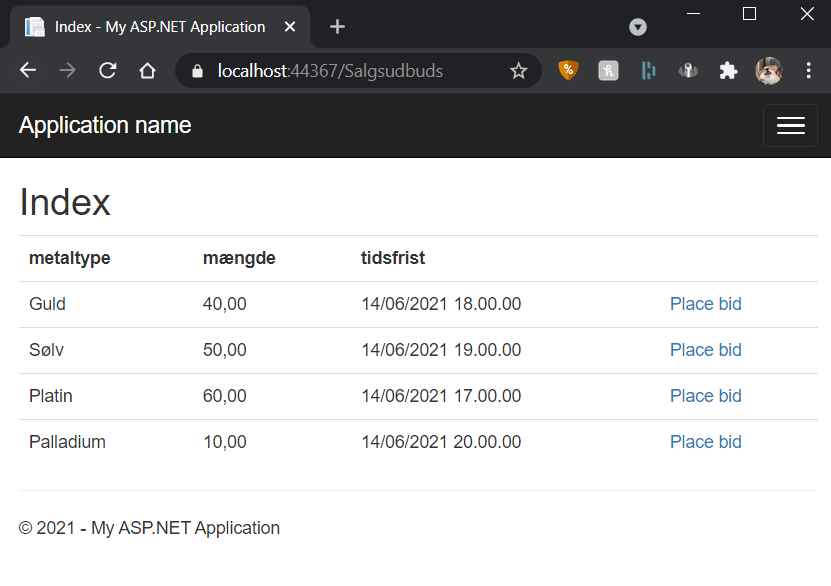 Index - My ASP.NET Application
localhost:44367/Salgsudbuds
Application name
Index
metaltype mængde tidsfrist
Guld 40,00 14/06/2021 18.00.00 Place bid
Sølv 50,00 14/06/2021 19.00.00 Place bid
Platin 60,00 14/06/2021 17.00.00 Place bid
Palladium 10,00 14/06/2021 20.00.00 Place bid
© 2021 - My ASP.NET Application